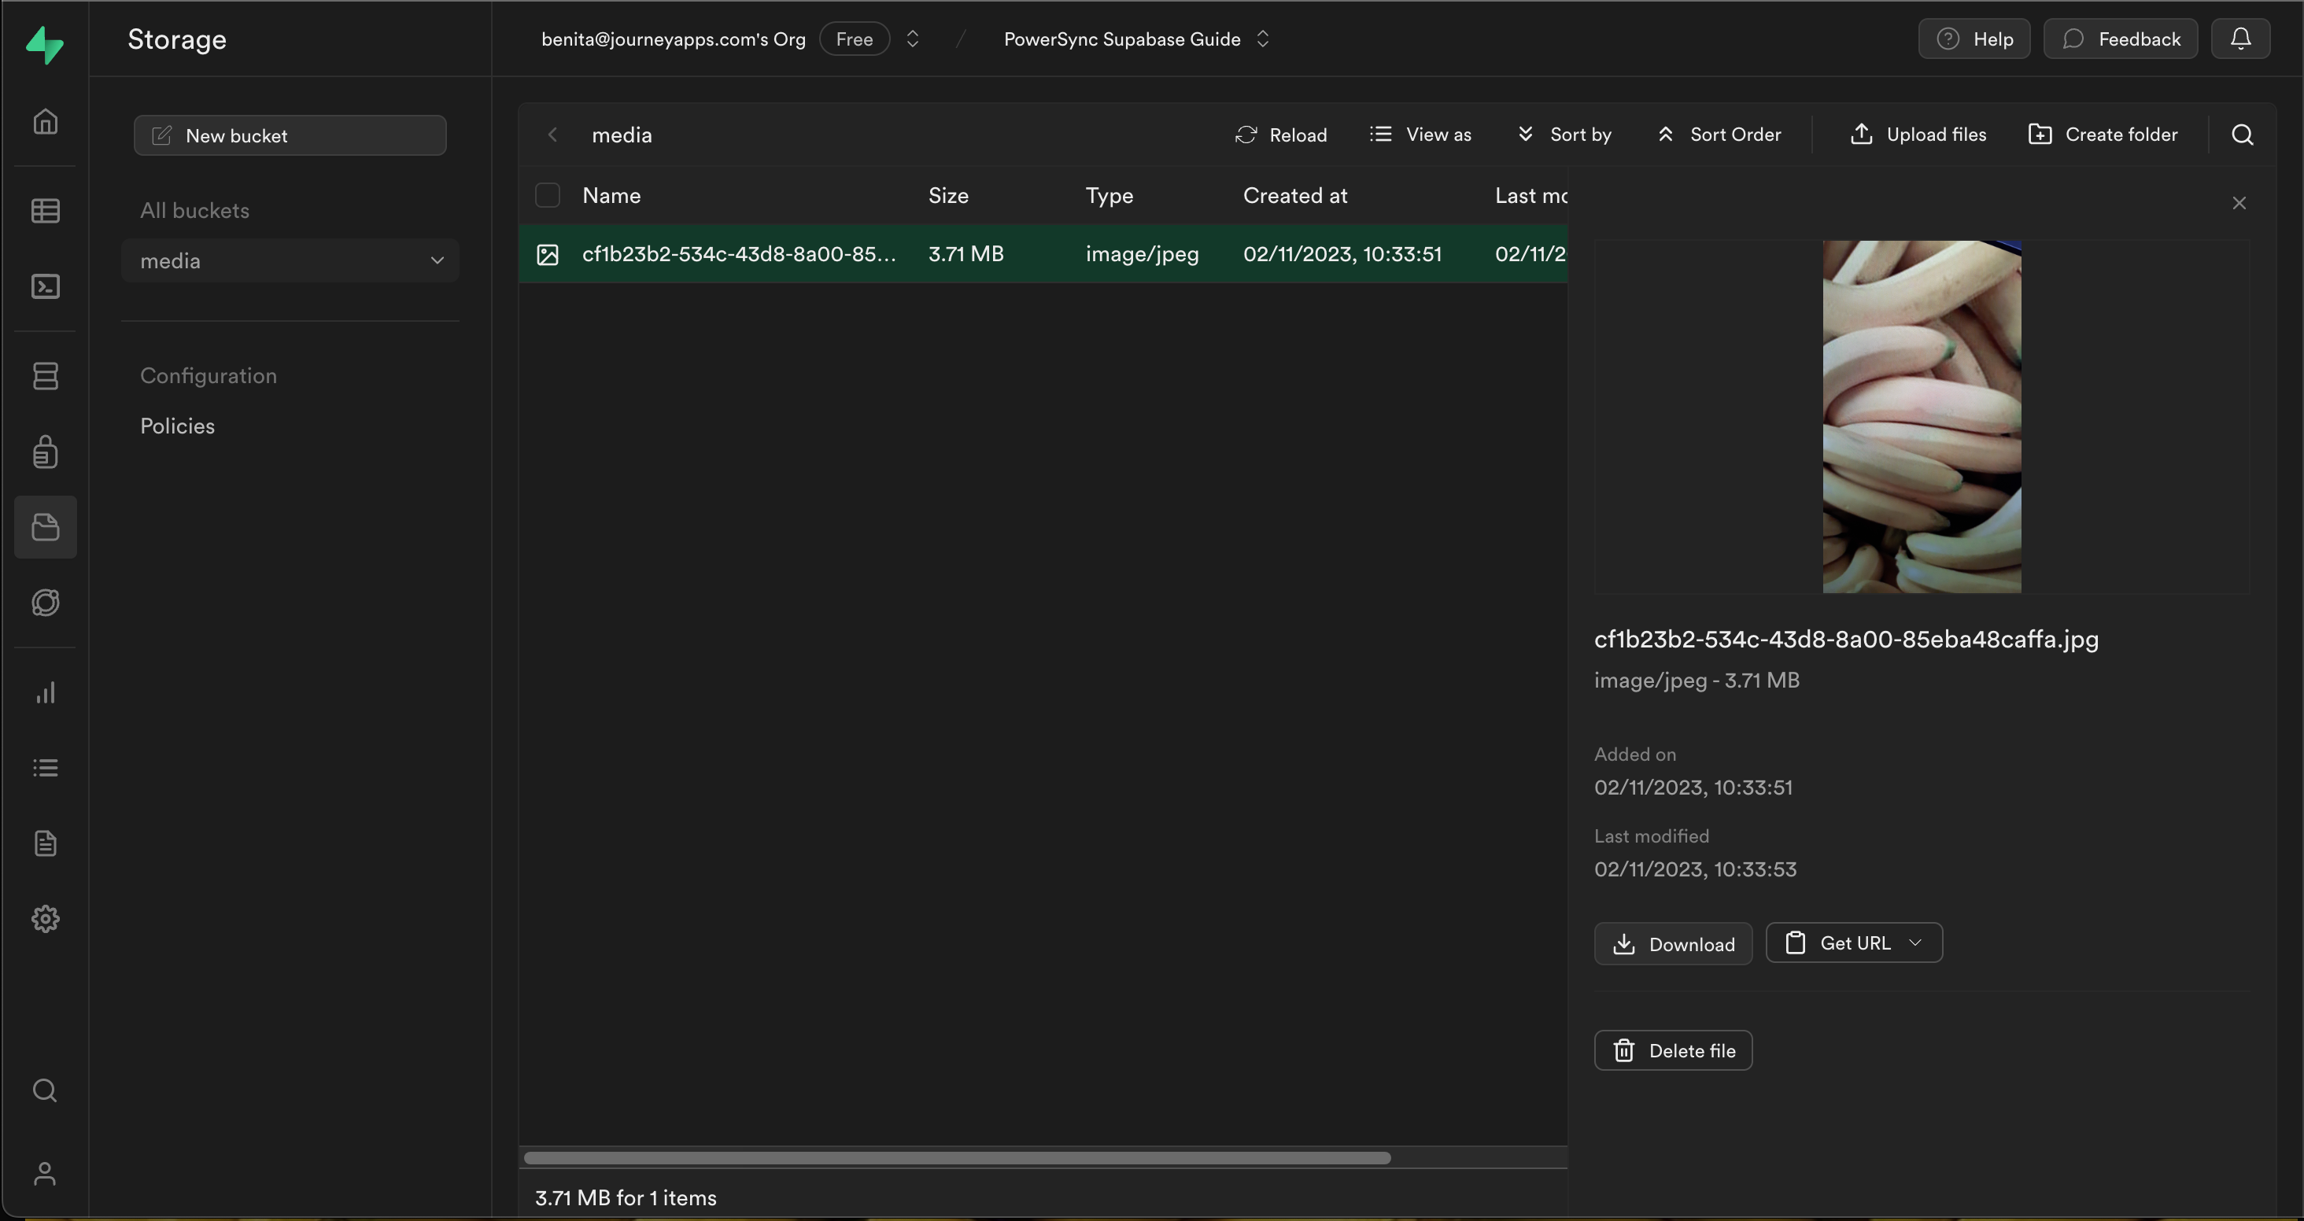 Storage
benita@journeyapps.com's Org
Free
/
PowerSync Supabase Guide
Help
Feedback
New bucket
All buckets
media
Configuration
Policies
media
Reload
View as
Sort by
Sort Order
Upload files
Create folder
Name
Size
Type
Created at
Last mo
cf1b23b2-534c-43d8-8a00-85...
3.71 MB
image/jpeg
02/11/2023, 10:33:51
02/11/2
cf1b23b2-534c-43d8-8a00-85eba48caffa.jpg
image/jpeg - 3.71 MB
Added on
02/11/2023, 10:33:51
Last modified
02/11/2023, 10:33:53
Download
Get URL
Delete file
3.71 MB for 1 items